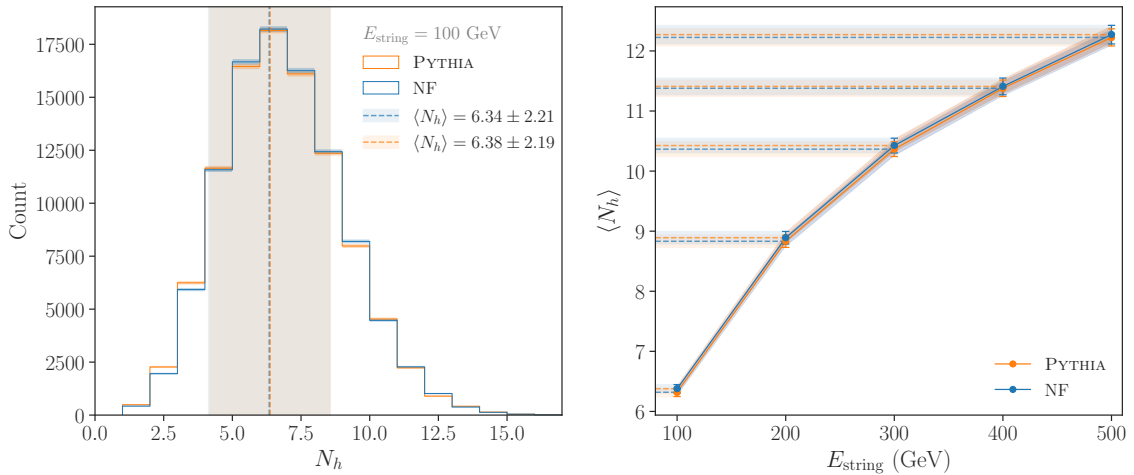 E_string = 100 GeV
PYTHIA
NF
⟨N_h⟩ = 6.34 ± 2.21
⟨N_h⟩ = 6.38 ± 2.19
Count
17500
15000
12500
10000
7500
5000
2500
0
0.0 2.5 5.0 7.5 10.0 12.5 15.0
N_h
⟨N_h⟩
12
11
10
9
8
7
6
PYTHIA
NF
100 200 300 400 500
E_string (GeV)